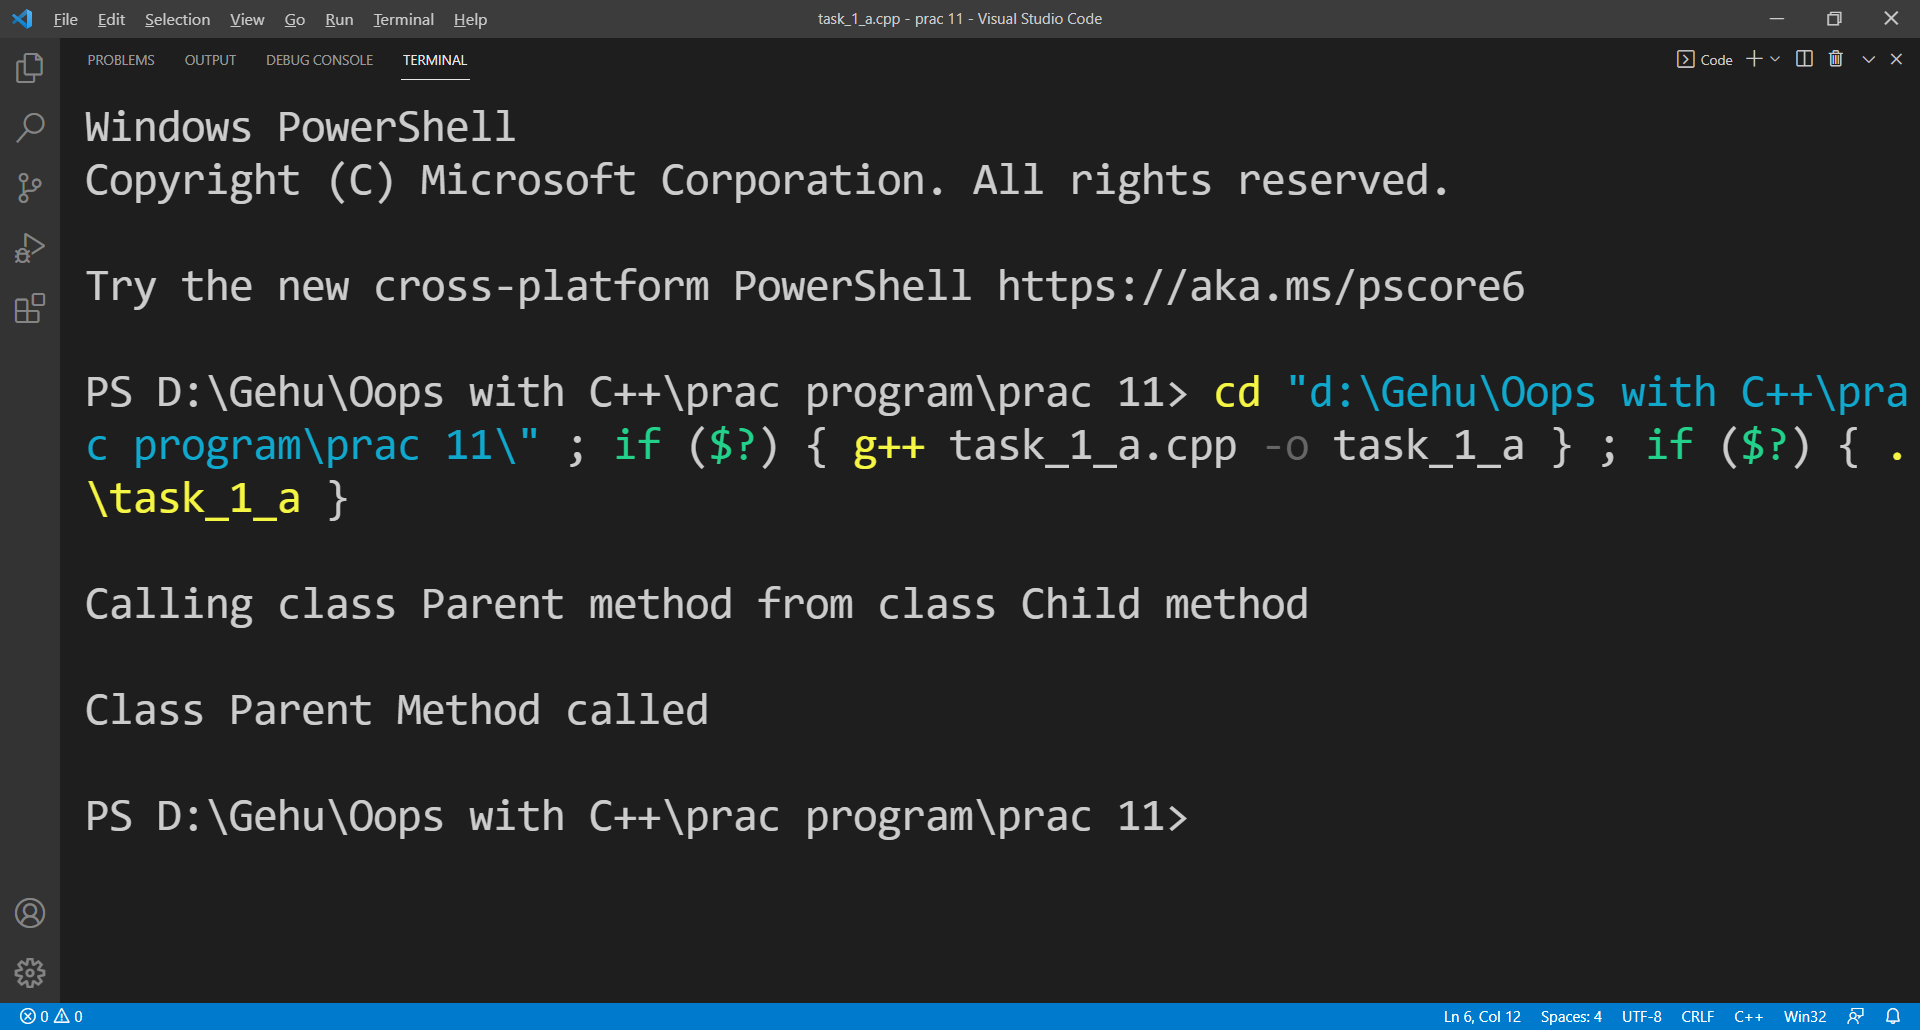 File Edit Selection View Go Run Terminal Help
task_1_a.cpp - prac 11 - Visual Studio Code
PROBLEMS OUTPUT DEBUG CONSOLE TERMINAL
Code
Windows PowerShell
Copyright (C) Microsoft Corporation. All rights reserved.
Try the new cross-platform PowerShell https://aka.ms/pscore6
PS D:\Gehu\Oops with C++\prac program\prac 11> cd "d:\Gehu\Oops with C++\pra
c program\prac 11\" ; if ($?) { g++ task_1_a.cpp -o task_1_a } ; if ($?) { .
\task_1_a }
Calling class Parent method from class Child method
Class Parent Method called
PS D:\Gehu\Oops with C++\prac program\prac 11>
0 0
Ln 6, Col 12 Spaces: 4 UTF-8 CRLF C++ Win32